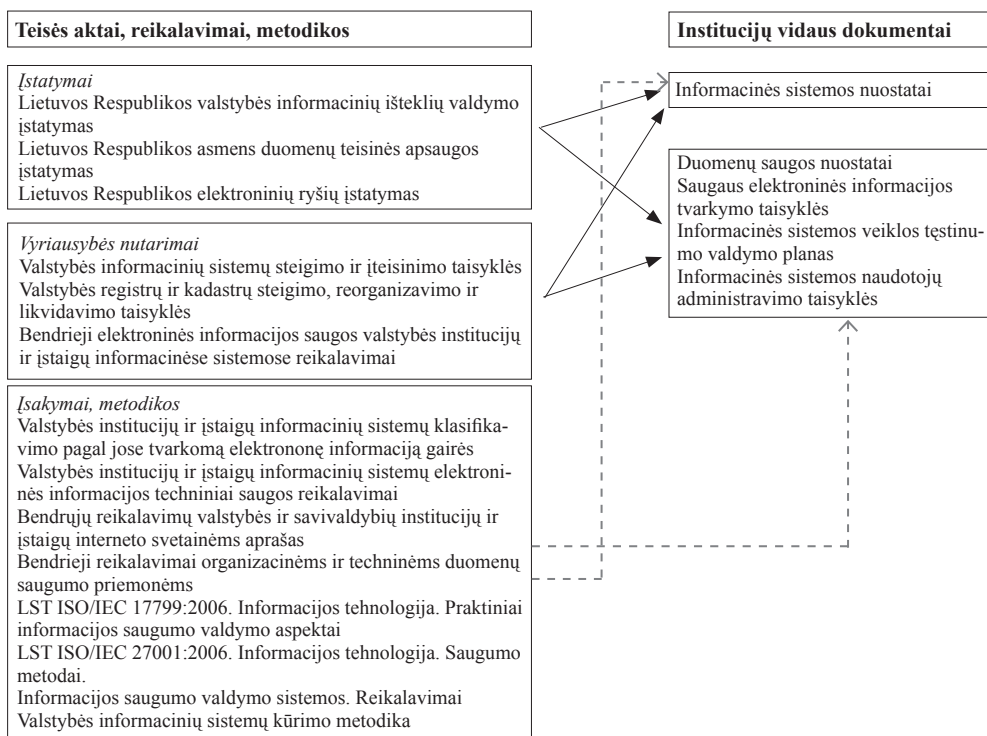 Teisės aktai, reikalavimai, metodikos
Institucijų vidaus dokumentai
Įstatymai
Lietuvos Respublikos valstybės informacinių išteklių valdymo
įstatymas
Lietuvos Respublikos asmens duomenų teisinės apsaugos
įstatymas
Lietuvos Respublikos elektroninių ryšių įstatymas
Vyriausybės nutarimai
Valstybės informacinių sistemų steigimo ir įteisinimo taisyklės
Valstybės registrų ir kadastrų steigimo, reorganizavimo ir
likvidavimo taisyklės
Bendrieji elektroninės informacijos saugos valstybės institucijų
ir įstaigų informacinėse sistemose reikalavimai
Įsakymai, metodikos
Valstybės institucijų ir įstaigų informacinių sistemų klasifika-
vimo pagal jose tvarkomą elektrononę informaciją gairės
Valstybės institucijų ir įstaigų informacinių sistemų elektroni-
nės informacijos techniniai saugos reikalavimai
Bendrųjų reikalavimų valstybės ir savivaldybių institucijų ir
įstaigų interneto svetainėms aprašas
Bendrieji reikalavimai organizacinėms ir techninėms duomenų
saugumo priemonėms
LST ISO/IEC 17799:2006. Informacijos tehnologija. Praktiniai
informacijos saugumo valdymo aspektai
LST ISO/IEC 27001:2006. Informacijos tehnologija. Saugumo
metodai.
Informacijos saugumo valdymo sistemos. Reikalavimai
Valstybės informacinių sistemų kūrimo metodika
Informacinės sistemos nuostatai
Duomenų saugos nuostatai
Saugaus elektroninės informacijos
tvarkymo taisyklės
Informacinės sistemos veiklos tęstinu-
mo valdymo planas
Informacinės sistemos naudotojų
administravimo taisyklės